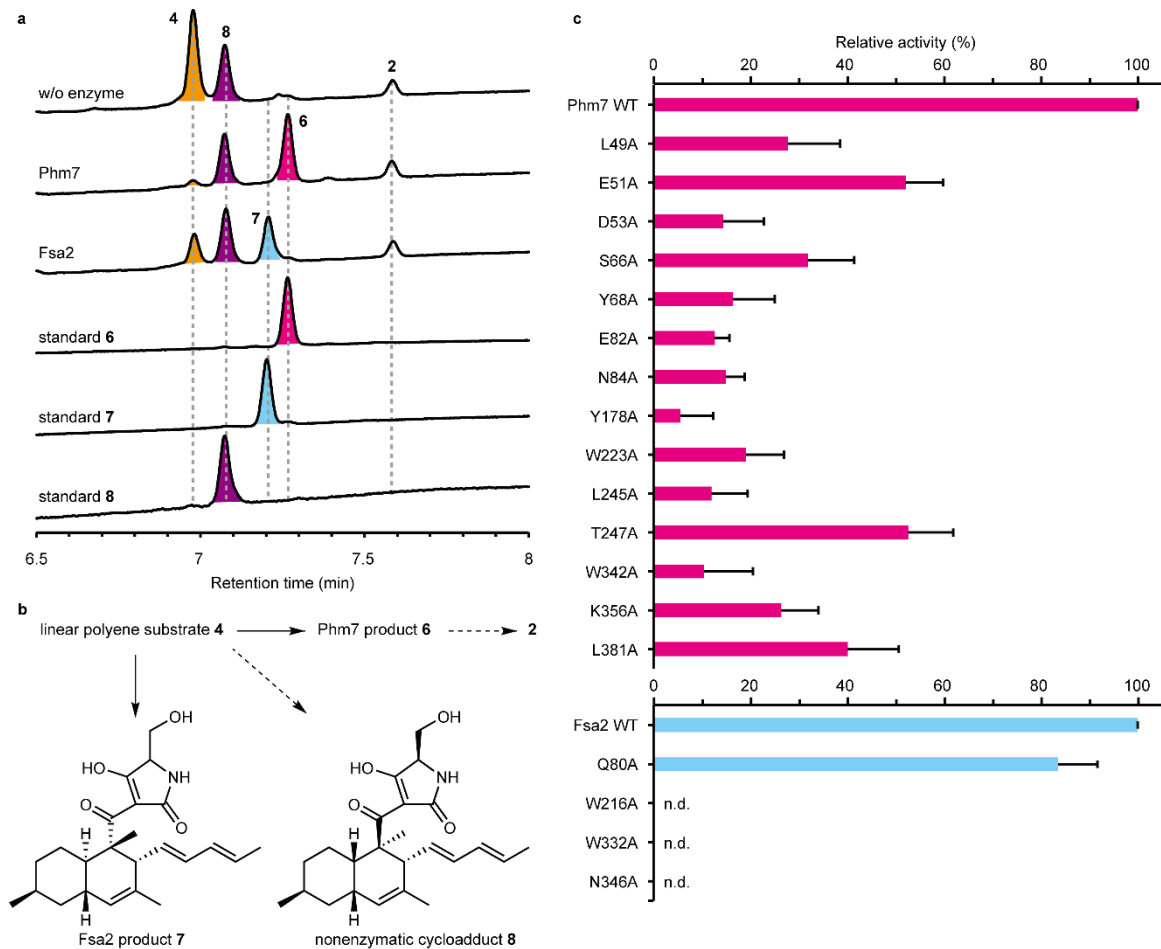 a
4
8
2
w/o enzyme
6
Phm7
7
Fsa2
standard 6
standard 7
standard 8
6.5 7 7.5 8
Retention time (min)
b
linear polyene substrate 4 Phm7 product 6 2
OH
HO
NH
O
O
H
H
Fsa2 product 7
OH
HO
NH
O
O
H
H
nonenzymatic cycloadduct 8
c
Relative activity (%)
0 20 40 60 80 100
Phm7 WT
L49A
E51A
D53A
S66A
Y68A
E82A
N84A
Y178A
W223A
L245A
T247A
W342A
K356A
L381A
0 20 40 60 80 100
Fsa2 WT
Q80A
W216A n.d.
W332A n.d.
N346A n.d.